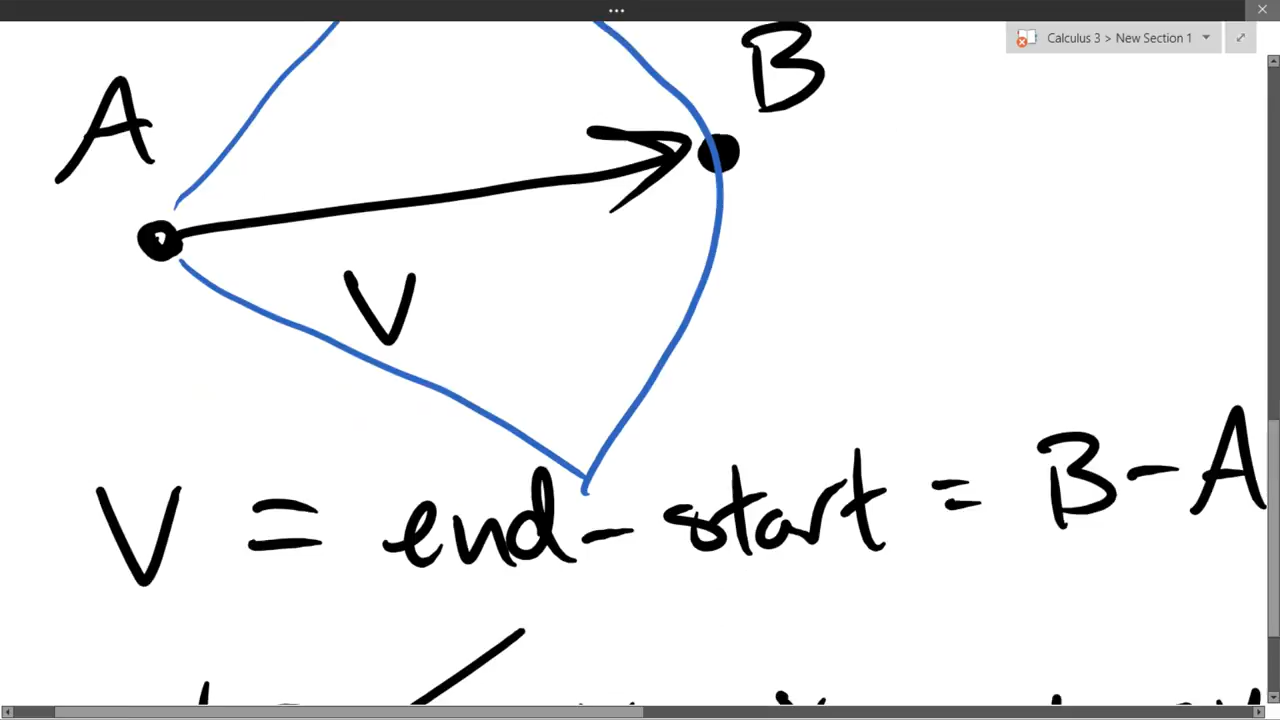 Calculus 3 > New Section 1
B
A
V
V = end - start = B - A